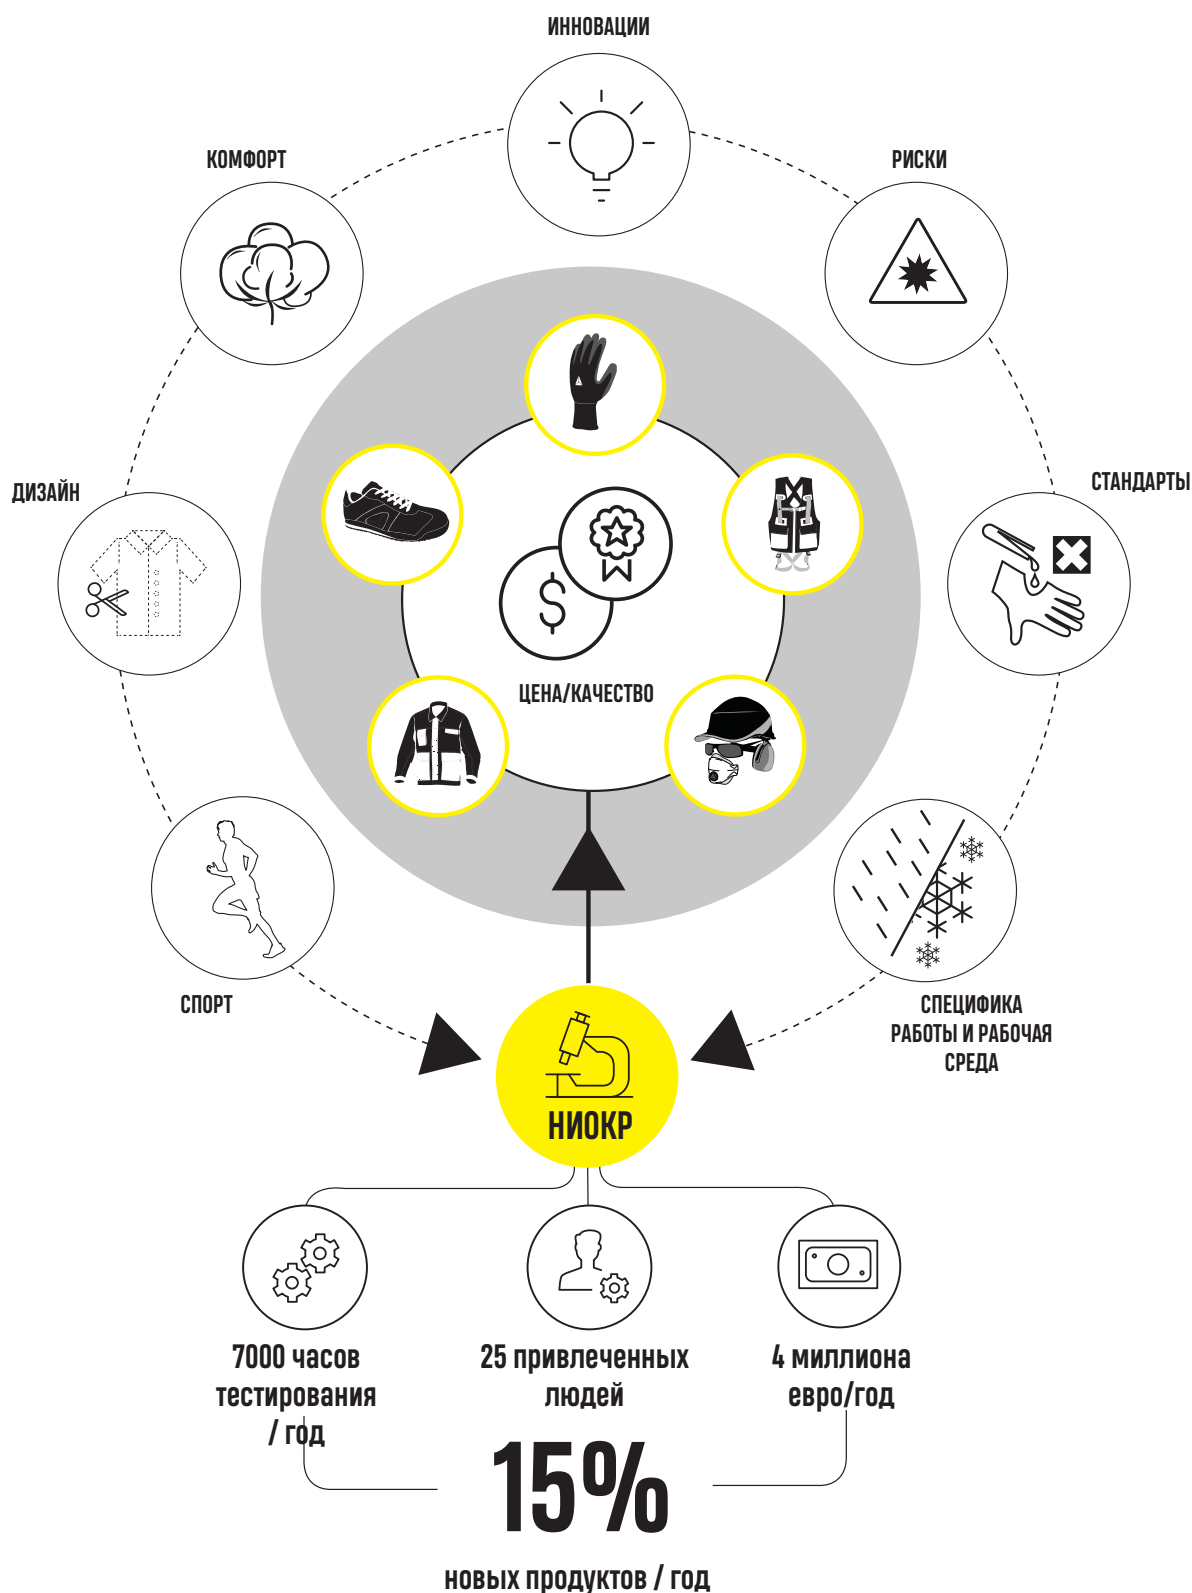 ИННОВАЦИИ
КОМФОРТ
РИСКИ
ДИЗАЙН
СТАНДАРТЫ
ЦЕНА/КАЧЕСТВО
СПОРТ
СПЕЦИФИКА
РАБОТЫ И РАБОЧАЯ
СРЕДА
НИОКР
7000 часов
тестирования
/ год
25 привлеченных
людей
4 миллиона
евро/год
15%
новых продуктов / год